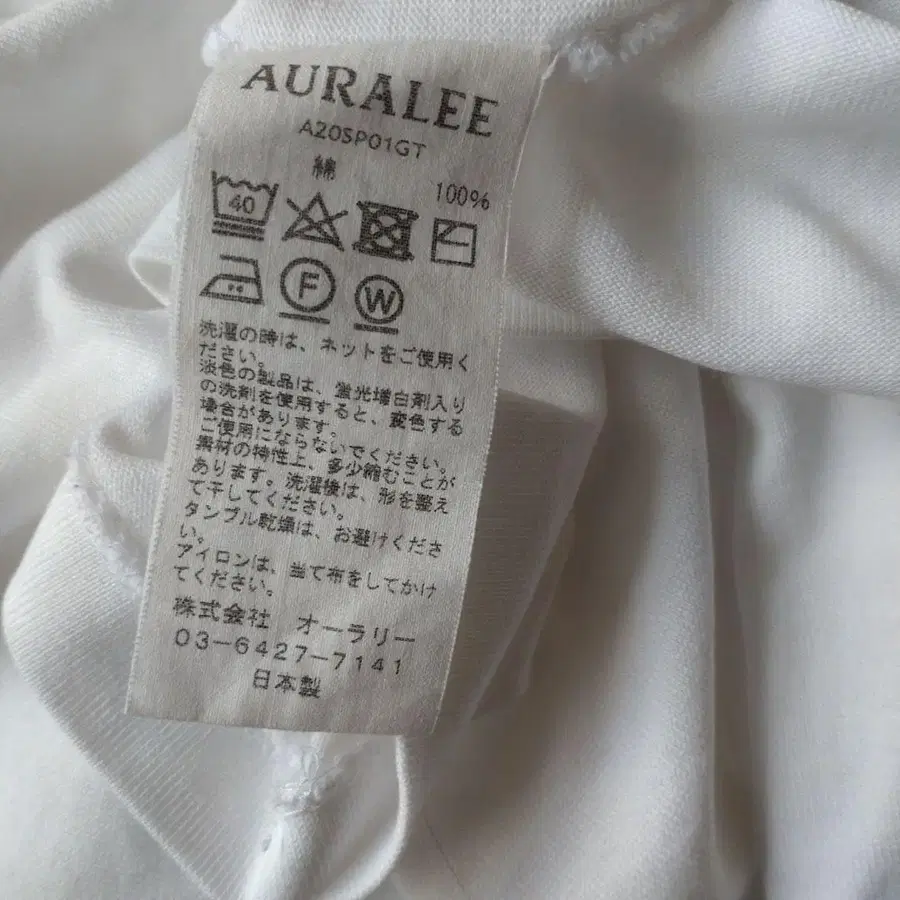 AURALEE
A20SP01GT
綿 100%
40
F W
洗濯の時は、ネットをご使用く
ださい。
淡色の製品は、蛍光増白剤入り
の洗剤を使用すると、変色する
場合があります。
ご使用にならないでください。
素材の特性上、多少縮むことが
あります。洗濯後は、形を整え
て干してください。
タンブル乾燥は、お避けくださ
い。
アイロンは、当て布をしてかけ
てください。
株式会社 オーラリー
03-6427-7141
日本製